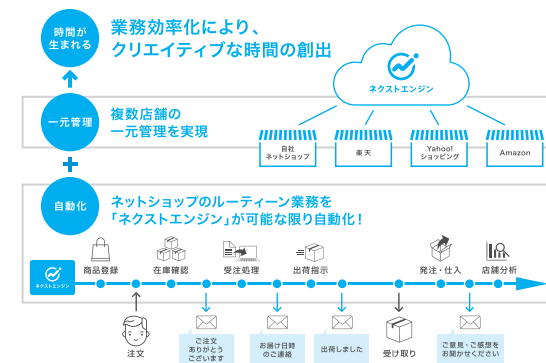 時間が
生まれる
業務効率化により、
クリエイティブな時間の創出
ネクストエンジン
一元管理
複数店舗の
一元管理を実現
自社
ネットショップ
楽天
Yahoo!
ショッピング
Amazon
自動化
ネットショップのルーティーン業務を
「ネクストエンジン」が可能な限り自動化！
ネクストエンジン
商品登録
在庫確認
受注処理
出荷指示
発注・仕入
店舗分析
注文
ご注文
ありがとう
ございます
お届け日時
のご連絡
出荷しました
受け取り
ご意見・ご感想を
お聞かせください